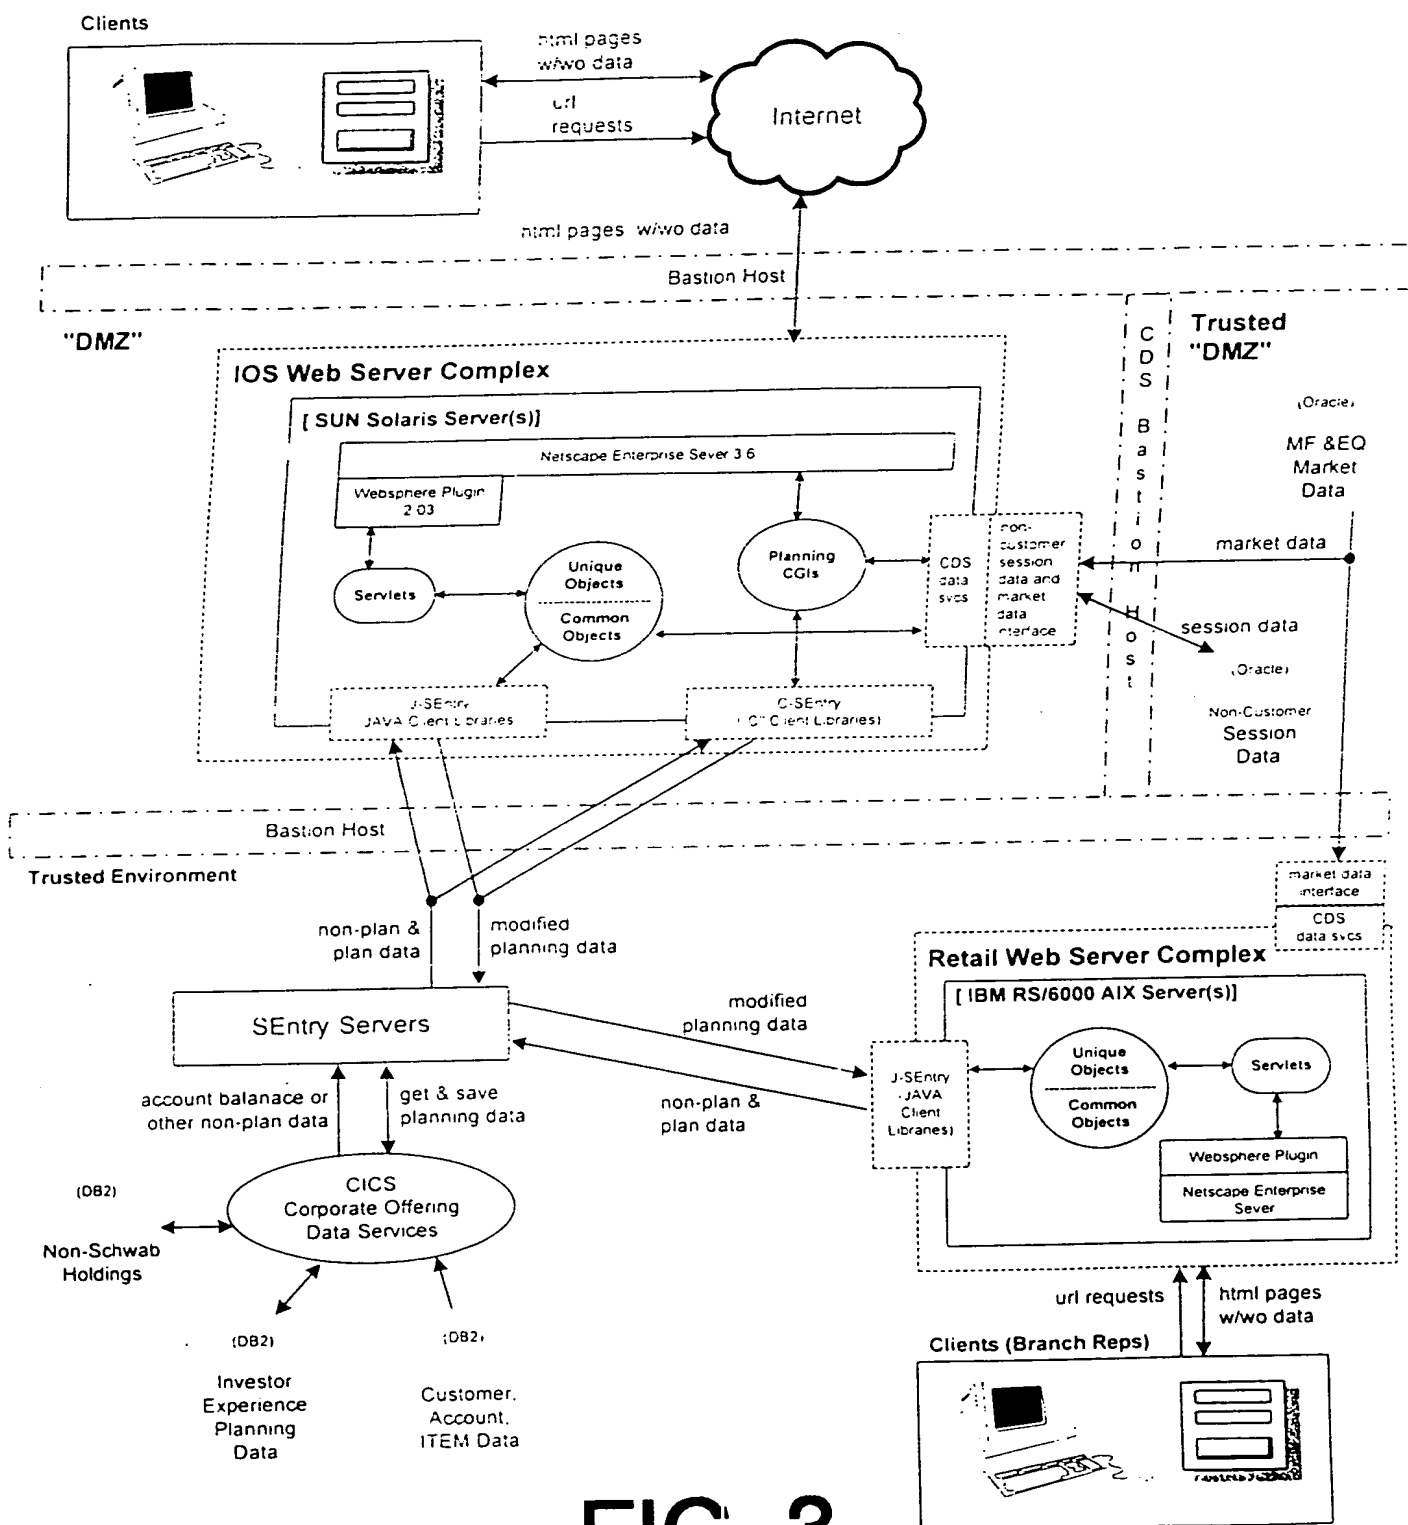 Clients
html pages
w/wo data
url
requests
Internet
html pages w/wo data
Bastion Host
"DMZ"
CDS Bastion Host
Trusted
"DMZ"
IOS Web Server Complex
[ SUN Solaris Server(s)]
Netscape Enterprise Sever 3.6
Websphere Plugin
2.03
Servlets
Unique
Objects
Common
Objects
Planning
CGIs
CDS
data
svcs
non-
customer
session
data and
market
data
interface
(Oracle)
MF &EQ
Market
Data
market data
session data
(Oracle)
Non-Customer
Session
Data
J-SEntry
JAVA Client Libraries
C-SEntry
"C" Client Libraries)
Bastion Host
Trusted Environment
non-plan &
plan data
modified
planning data
market data
interface
CDS
data svcs
Retail Web Server Complex
[ IBM RS/6000 AIX Server(s)]
SEntry Servers
modified
planning data
non-plan &
plan data
J-SEntry
JAVA
Client
Libraries)
Unique
Objects
Common
Objects
Servlets
Websphere Plugin
Netscape Enterprise
Sever
account balanace or
other non-plan data
get & save
planning data
CICS
Corporate Offering
Data Services
(DB2)
Non-Schwab
Holdings
(DB2)
Investor
Experience
Planning
Data
(DB2)
Customer,
Account,
ITEM Data
url requests
html pages
w/wo data
Clients (Branch Reps)
FIG. 3